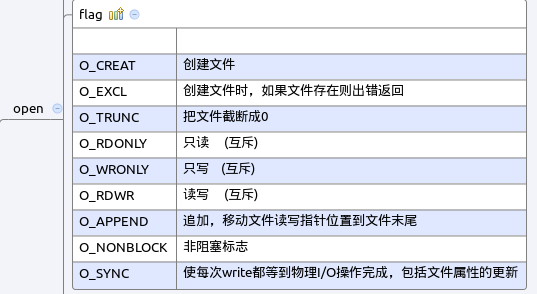 flag
open
O_CREAT 创建文件
O_EXCL 创建文件时，如果文件存在则出错返回
O_TRUNC 把文件截断成0
O_RDONLY 只读 (互斥)
O_WRONLY 只写 (互斥)
O_RDWR 读写 (互斥)
O_APPEND 追加，移动文件读写指针位置到文件末尾
O_NONBLOCK 非阻塞标志
O_SYNC 使每次write都等到物理I/O操作完成，包括文件属性的更新